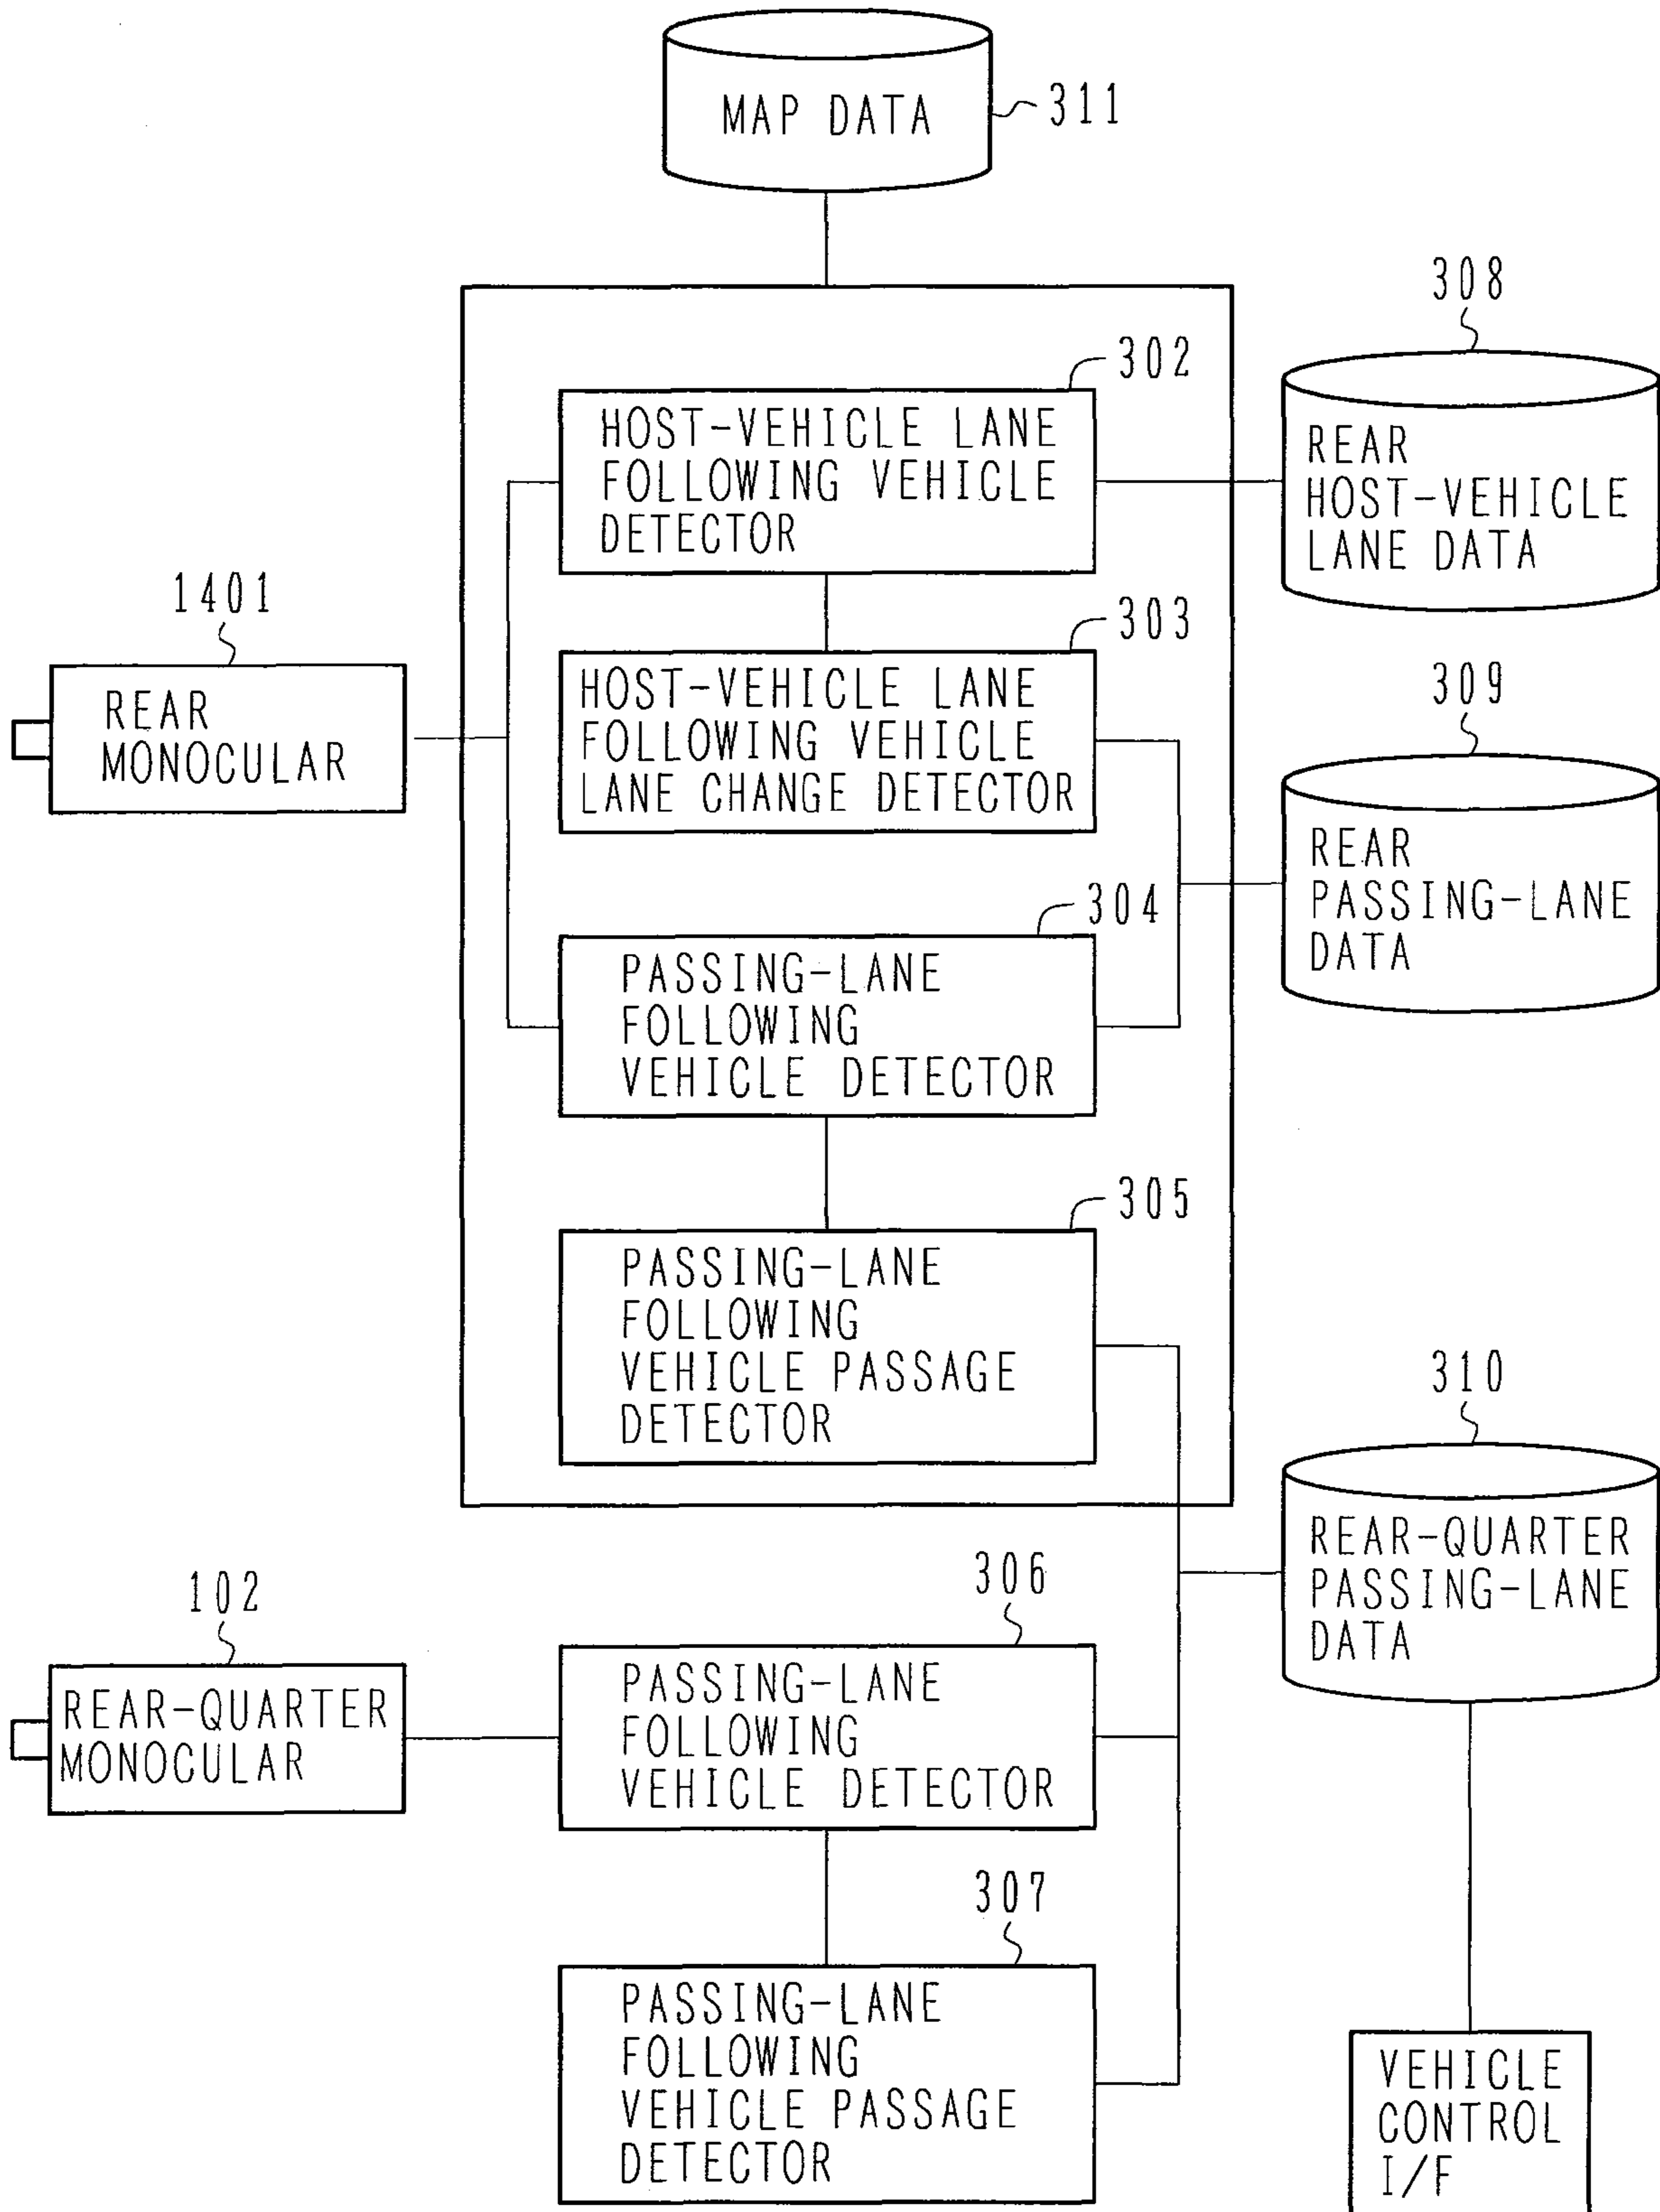 MAP DATA
311
308
302
HOST-VEHICLE LANE
FOLLOWING VEHICLE
DETECTOR
REAR
HOST-VEHICLE
LANE DATA
1401
REAR
MONOCULAR
303
HOST-VEHICLE LANE
FOLLOWING VEHICLE
LANE CHANGE DETECTOR
309
REAR
PASSING-LANE
DATA
304
PASSING-LANE
FOLLOWING
VEHICLE DETECTOR
305
PASSING-LANE
FOLLOWING
VEHICLE PASSAGE
DETECTOR
310
REAR-QUARTER
PASSING-LANE
DATA
102
REAR-QUARTER
MONOCULAR
306
PASSING-LANE
FOLLOWING
VEHICLE DETECTOR
307
PASSING-LANE
FOLLOWING
VEHICLE PASSAGE
DETECTOR
VEHICLE
CONTROL
I/F